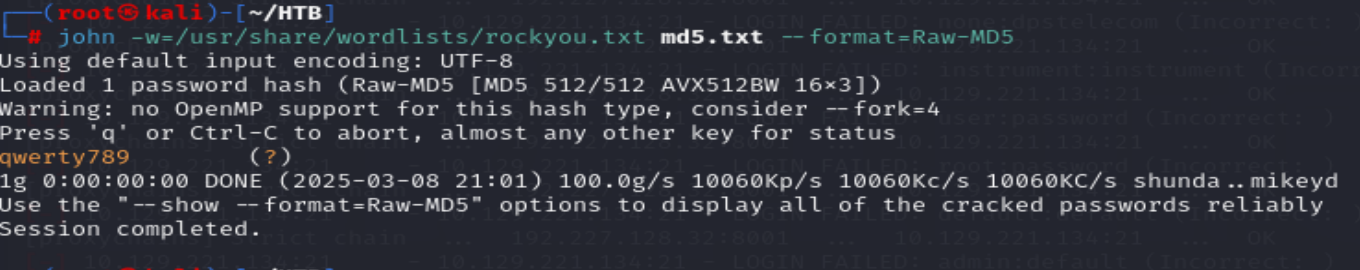 ┌──(root㉿kali)-[~/HTB]
└─# john -w=/usr/share/wordlists/rockyou.txt md5.txt --format=Raw-MD5
Using default input encoding: UTF-8
Loaded 1 password hash (Raw-MD5 [MD5 512/512 AVX512BW 16×3])
Warning: no OpenMP support for this hash type, consider --fork=4
Press 'q' or Ctrl-C to abort, almost any other key for status
qwerty789        (?)
1g 0:00:00:00 DONE (2025-03-08 21:01) 100.0g/s 10060Kp/s 10060Kc/s 10060KC/s shunda..mikeyd
Use the "--show --format=Raw-MD5" options to display all of the cracked passwords reliably
Session completed.